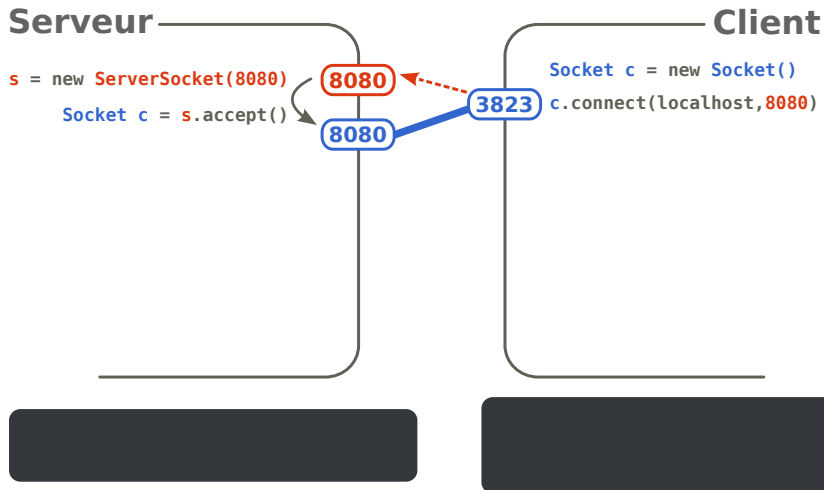 Serveur
s = new ServerSocket(8080)
Socket c = s.accept()
8080
8080
3823
Client
Socket c = new Socket()
c.connect(localhost,8080)